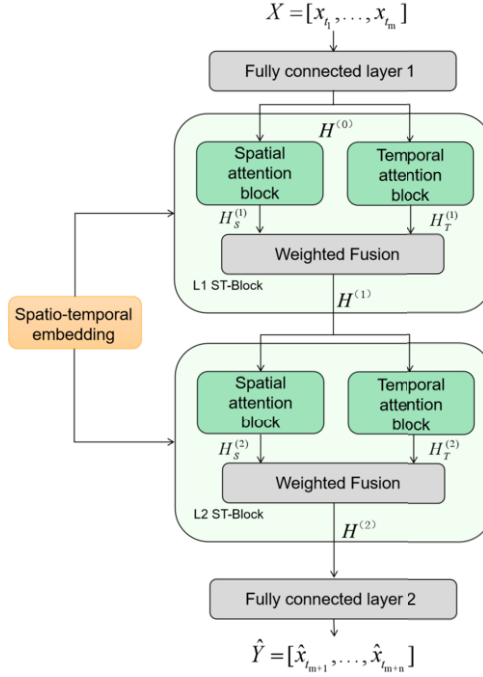 X = [x_{t_1}, ..., x_{t_m}]
Fully connected layer 1
H^{(0)}
Spatial attention block
Temporal attention block
H_S^{(1)}
H_T^{(1)}
Weighted Fusion
L1 ST-Block
H^{(1)}
Spatio-temporal
embedding
Spatial attention block
Temporal attention block
H_S^{(2)}
H_T^{(2)}
Weighted Fusion
L2 ST-Block
H^{(2)}
Fully connected layer 2
Ŷ = [x̂_{t_{m+1}}, ..., x̂_{t_{m+n}}]